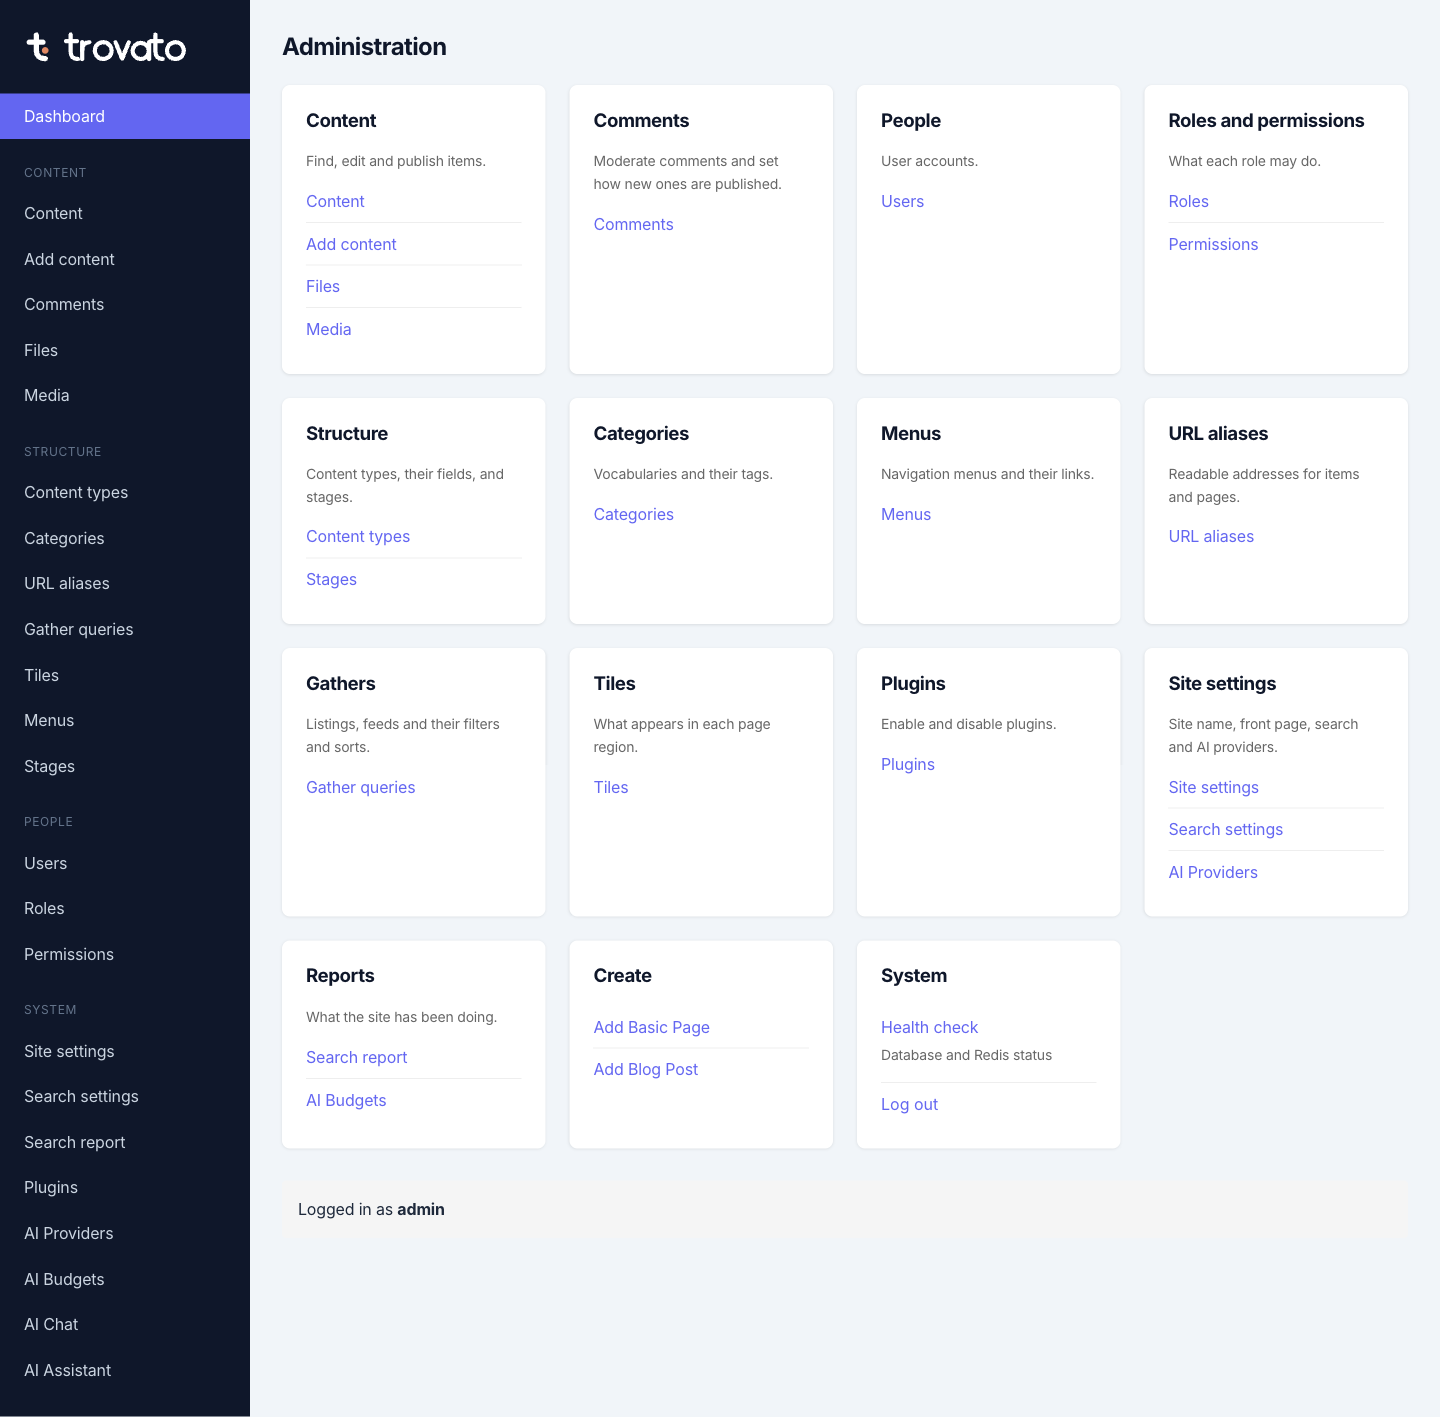 trovato
Dashboard
CONTENT
Content
Add content
Comments
Files
Media
STRUCTURE
Content types
Categories
URL aliases
Gather queries
Tiles
Menus
Stages
PEOPLE
Users
Roles
Permissions
SYSTEM
Site settings
Search settings
Search report
Plugins
AI Providers
AI Budgets
AI Chat
AI Assistant
Administration
Content
Find, edit and publish items.
Content
Add content
Files
Media
Comments
Moderate comments and set
how new ones are published.
Comments
People
User accounts.
Users
Roles and permissions
What each role may do.
Roles
Permissions
Structure
Content types, their fields, and
stages.
Content types
Stages
Categories
Vocabularies and their tags.
Categories
Menus
Navigation menus and their links.
Menus
URL aliases
Readable addresses for items
and pages.
URL aliases
Gathers
Listings, feeds and their filters
and sorts.
Gather queries
Tiles
What appears in each page
region.
Tiles
Plugins
Enable and disable plugins.
Plugins
Site settings
Site name, front page, search
and AI providers.
Site settings
Search settings
AI Providers
Reports
What the site has been doing.
Search report
AI Budgets
Create
Add Basic Page
Add Blog Post
System
Health check
Database and Redis status
Log out
Logged in as admin